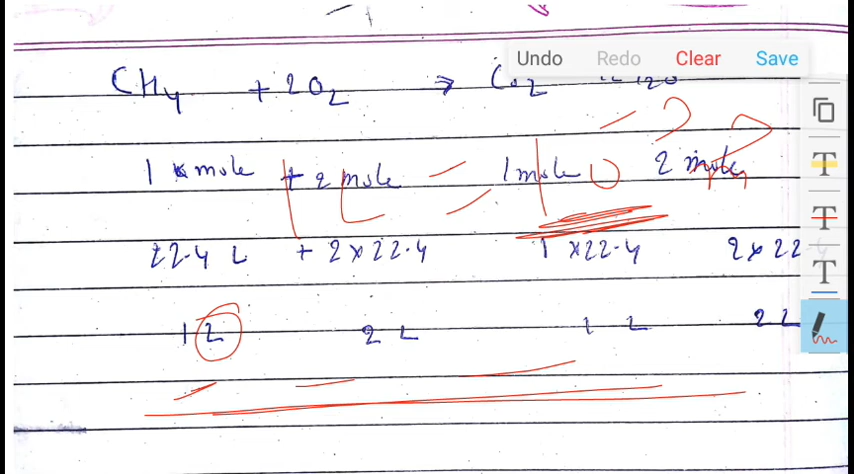 Undo Redo Clear Save
CH4 + 2O2 → CO2
1 mole + 2 mole 1 mole 2 mole
22.4 L + 2×22.4 1 ×22.4 2×22
1 L 2 L 1 L 2 L
T
T
T